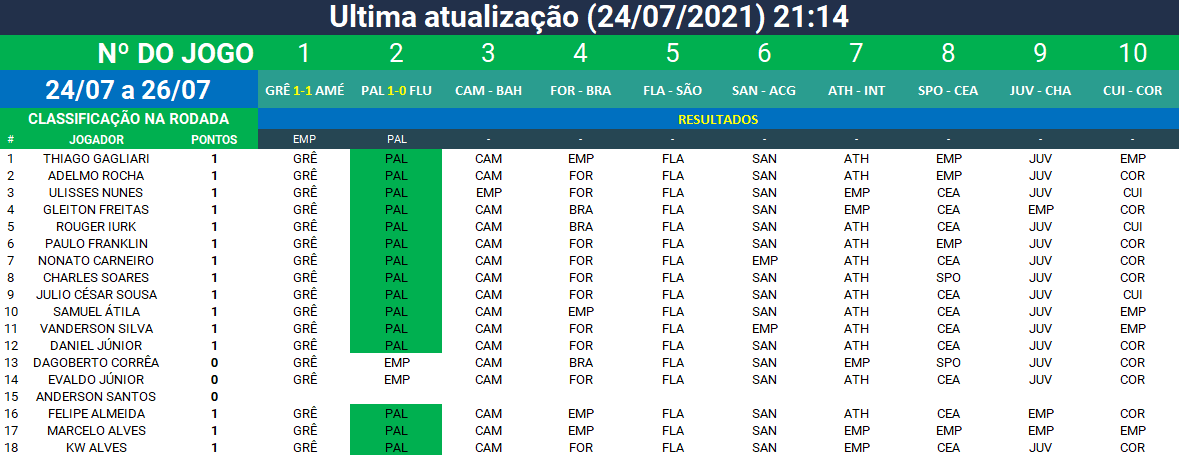 Ultima atualização (24/07/2021) 21:14
Nº DO JOGO 1 2 3 4 5 6 7 8 9 10
24/07 a 26/07 GRÊ 1-1 AMÉ PAL 1-0 FLU CAM - BAH FOR - BRA FLA - SÃO SAN - ACG ATH - INT SPO - CEA JUV - CHA CUI - COR
CLASSIFICAÇÃO NA RODADA RESULTADOS
# JOGADOR PONTOS EMP PAL - - - - - - - -
1 THIAGO GAGLIARI 1 GRÊ PAL CAM EMP FLA SAN ATH EMP JUV EMP
2 ADELMO ROCHA 1 GRÊ PAL CAM FOR FLA SAN ATH EMP JUV COR
3 ULISSES NUNES 1 GRÊ PAL EMP FOR FLA SAN EMP CEA JUV CUI
4 GLEITON FREITAS 1 GRÊ PAL CAM BRA FLA SAN EMP CEA EMP COR
5 ROUGER IURK 1 GRÊ PAL CAM BRA FLA SAN ATH CEA JUV CUI
6 PAULO FRANKLIN 1 GRÊ PAL CAM FOR FLA SAN ATH EMP JUV COR
7 NONATO CARNEIRO 1 GRÊ PAL CAM FOR FLA EMP ATH CEA JUV COR
8 CHARLES SOARES 1 GRÊ PAL CAM FOR FLA SAN ATH SPO JUV COR
9 JULIO CÉSAR SOUSA 1 GRÊ PAL CAM FOR FLA SAN ATH CEA JUV CUI
10 SAMUEL ÁTILA 1 GRÊ PAL CAM EMP FLA SAN ATH CEA JUV EMP
11 VANDERSON SILVA 1 GRÊ PAL CAM FOR FLA EMP ATH CEA JUV EMP
12 DANIEL JÚNIOR 1 GRÊ PAL CAM FOR FLA SAN ATH CEA JUV COR
13 DAGOBERTO CORRÊA 0 GRÊ EMP CAM BRA FLA SAN EMP SPO JUV COR
14 EVALDO JÚNIOR 0 GRÊ EMP CAM FOR FLA SAN ATH CEA JUV COR
15 ANDERSON SANTOS 0
16 FELIPE ALMEIDA 1 GRÊ PAL CAM EMP FLA SAN ATH CEA EMP COR
17 MARCELO ALVES 1 GRÊ PAL CAM EMP FLA SAN EMP EMP EMP EMP
18 KW ALVES 1 GRÊ PAL CAM FOR FLA SAN EMP CEA JUV COR